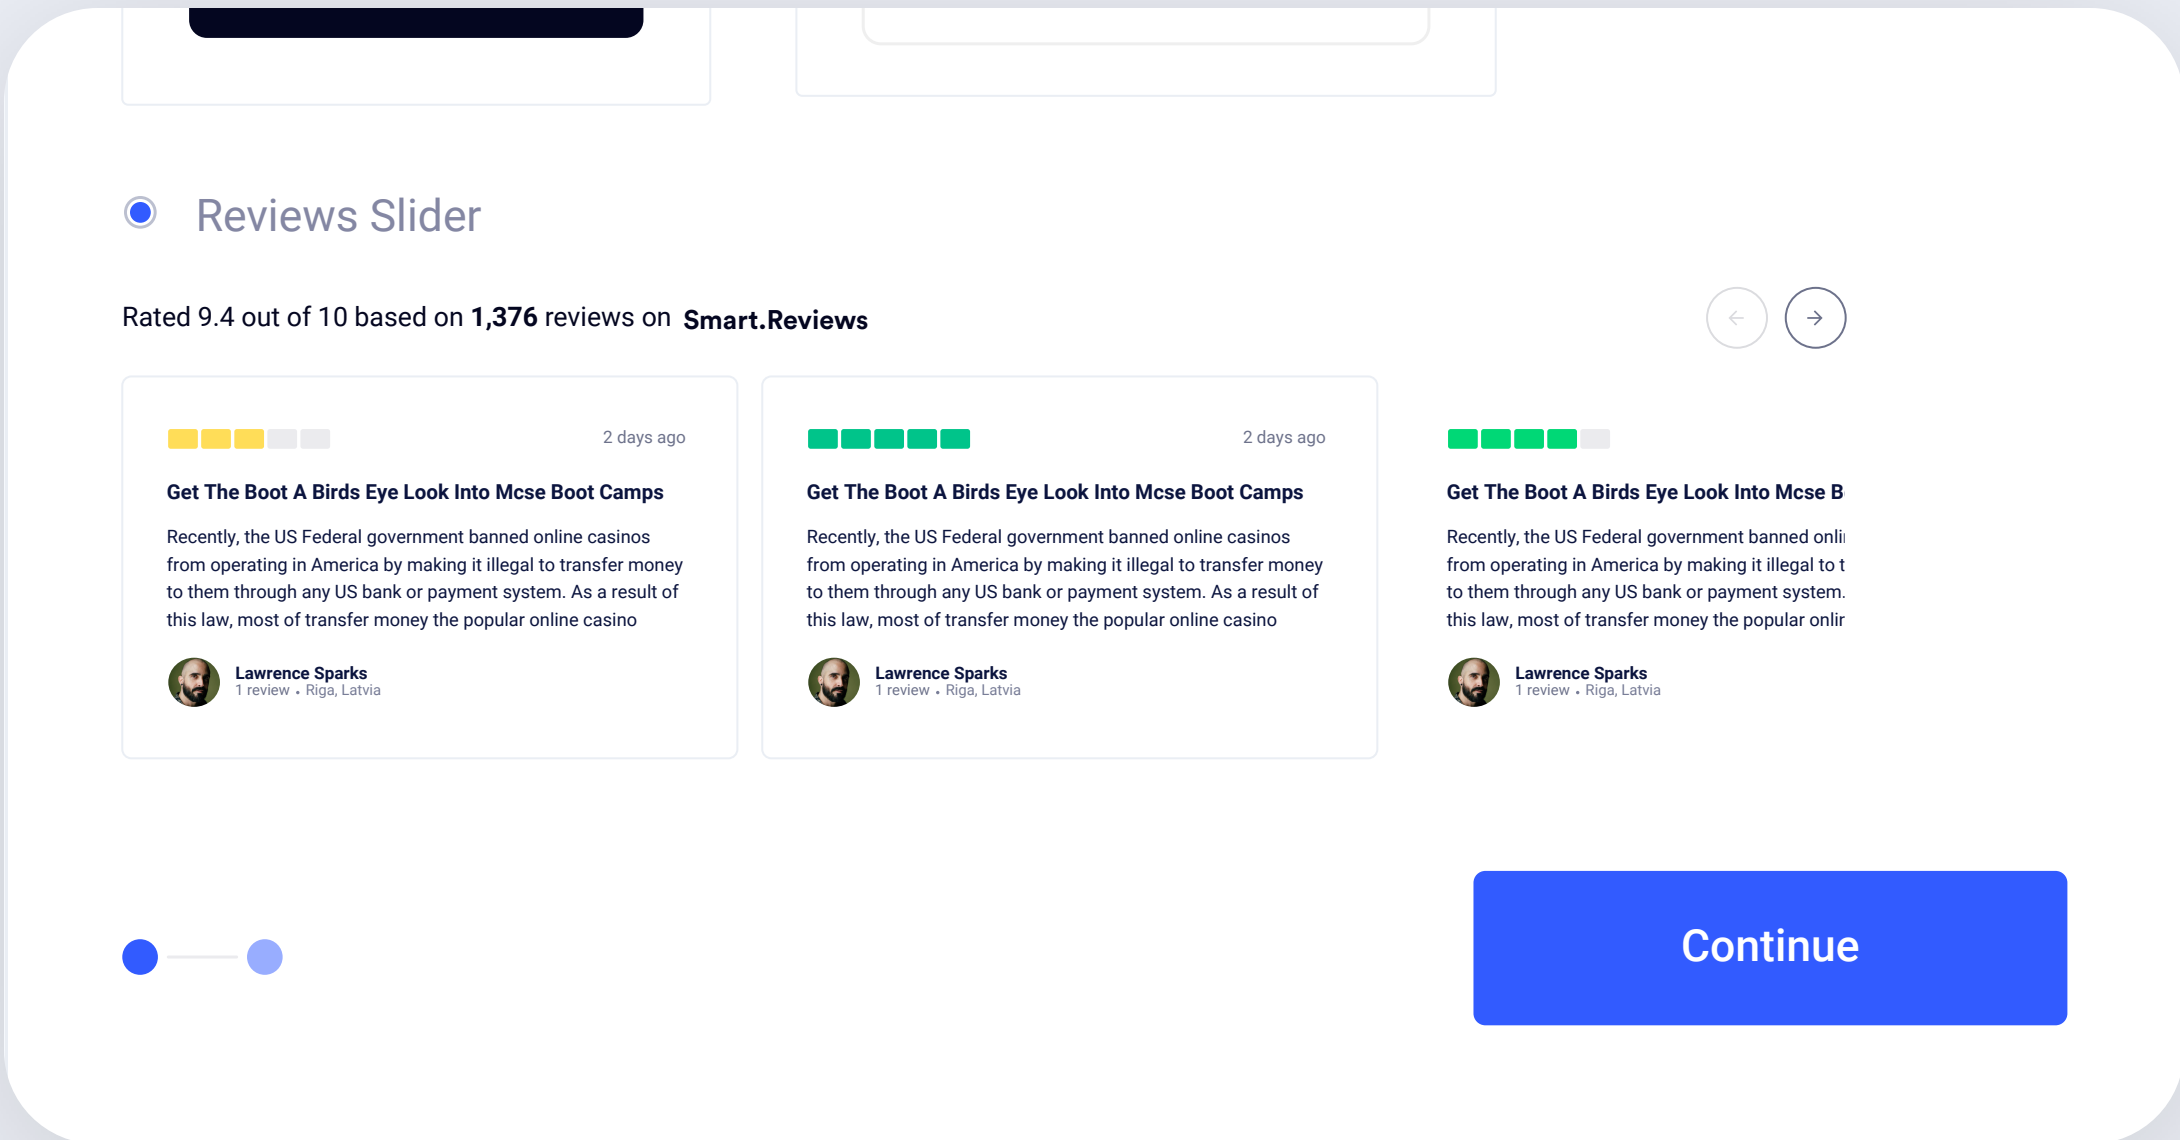 Reviews Slider
Rated 9.4 out of 10 based on 1,376 reviews on Smart.Reviews
2 days ago
Get The Boot A Birds Eye Look Into Mcse Boot Camps
Recently, the US Federal government banned online casinos
from operating in America by making it illegal to transfer money
to them through any US bank or payment system. As a result of
this law, most of transfer money the popular online casino
Lawrence Sparks
1 review • Riga, Latvia
2 days ago
Get The Boot A Birds Eye Look Into Mcse Boot Camps
Recently, the US Federal government banned online casinos
from operating in America by making it illegal to transfer money
to them through any US bank or payment system. As a result of
this law, most of transfer money the popular online casino
Lawrence Sparks
1 review • Riga, Latvia
Get The Boot A Birds Eye Look Into Mcse
Recently, the US Federal government banned
from operating in America by making it illegal to
to them through any US bank or payment system.
this law, most of transfer money the popular
Lawrence Sparks
1 review • Riga, Latvia
Continue